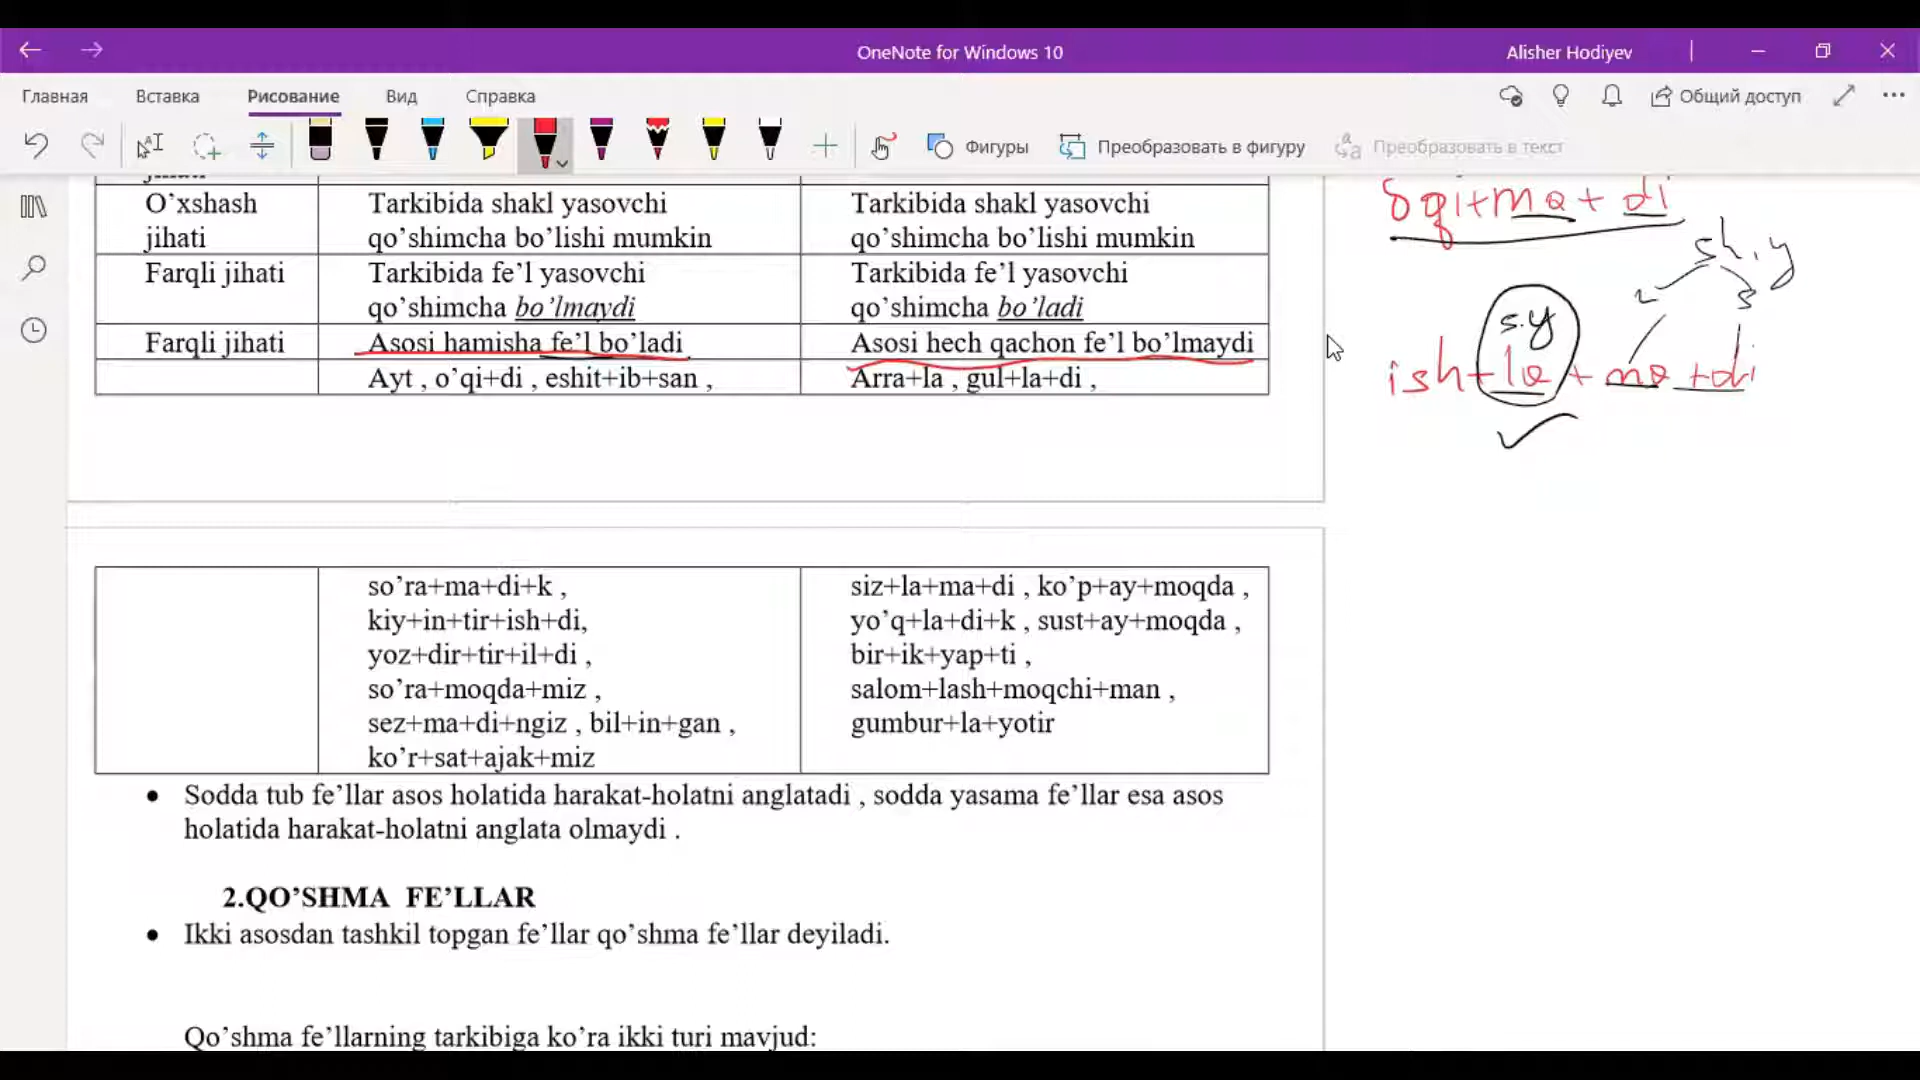 OneNote for Windows 10
Alisher Hodiyev
Главная Вставка Рисование Вид Справка
Общий доступ
Фигуры Преобразовать в фигуру Преобразовать в текст
jihati
O’xshash jihati
Tarkibida shakl yasovchi
qo’shimcha bo’lishi mumkin
Tarkibida shakl yasovchi
qo’shimcha bo’lishi mumkin
Farqli jihati
Tarkibida fe’l yasovchi
qo’shimcha bo’lmaydi
Tarkibida fe’l yasovchi
qo’shimcha bo’ladi
Farqli jihati
Asosi hamisha fe’l bo’ladi
Asosi hech qachon fe’l bo’lmaydi
Ayt , o’qi+di , eshit+ib+san ,
Arra+la , gul+la+di ,
so’ra+ma+di+k ,
kiy+in+tir+ish+di,
yoz+dir+tir+il+di ,
so’ra+moqda+miz ,
sez+ma+di+ngiz , bil+in+gan ,
ko’r+sat+ajak+miz
siz+la+ma+di , ko’p+ay+moqda ,
yo’q+la+di+k , sust+ay+moqda ,
bir+ik+yap+ti ,
salom+lash+moqchi+man ,
gumbur+la+yotir
• Sodda tub fe’llar asos holatida harakat-holatni anglatadi , sodda yasama fe’llar esa asos
holatida harakat-holatni anglata olmaydi .
2.QO’SHMA FE’LLAR
• Ikki asosdan tashkil topgan fe’llar qo’shma fe’llar deyiladi.
Qo’shma fe’llarning tarkibiga ko’ra ikki turi mavjud:
+ma+di
sh.y
s.y
ish+la+ma+di